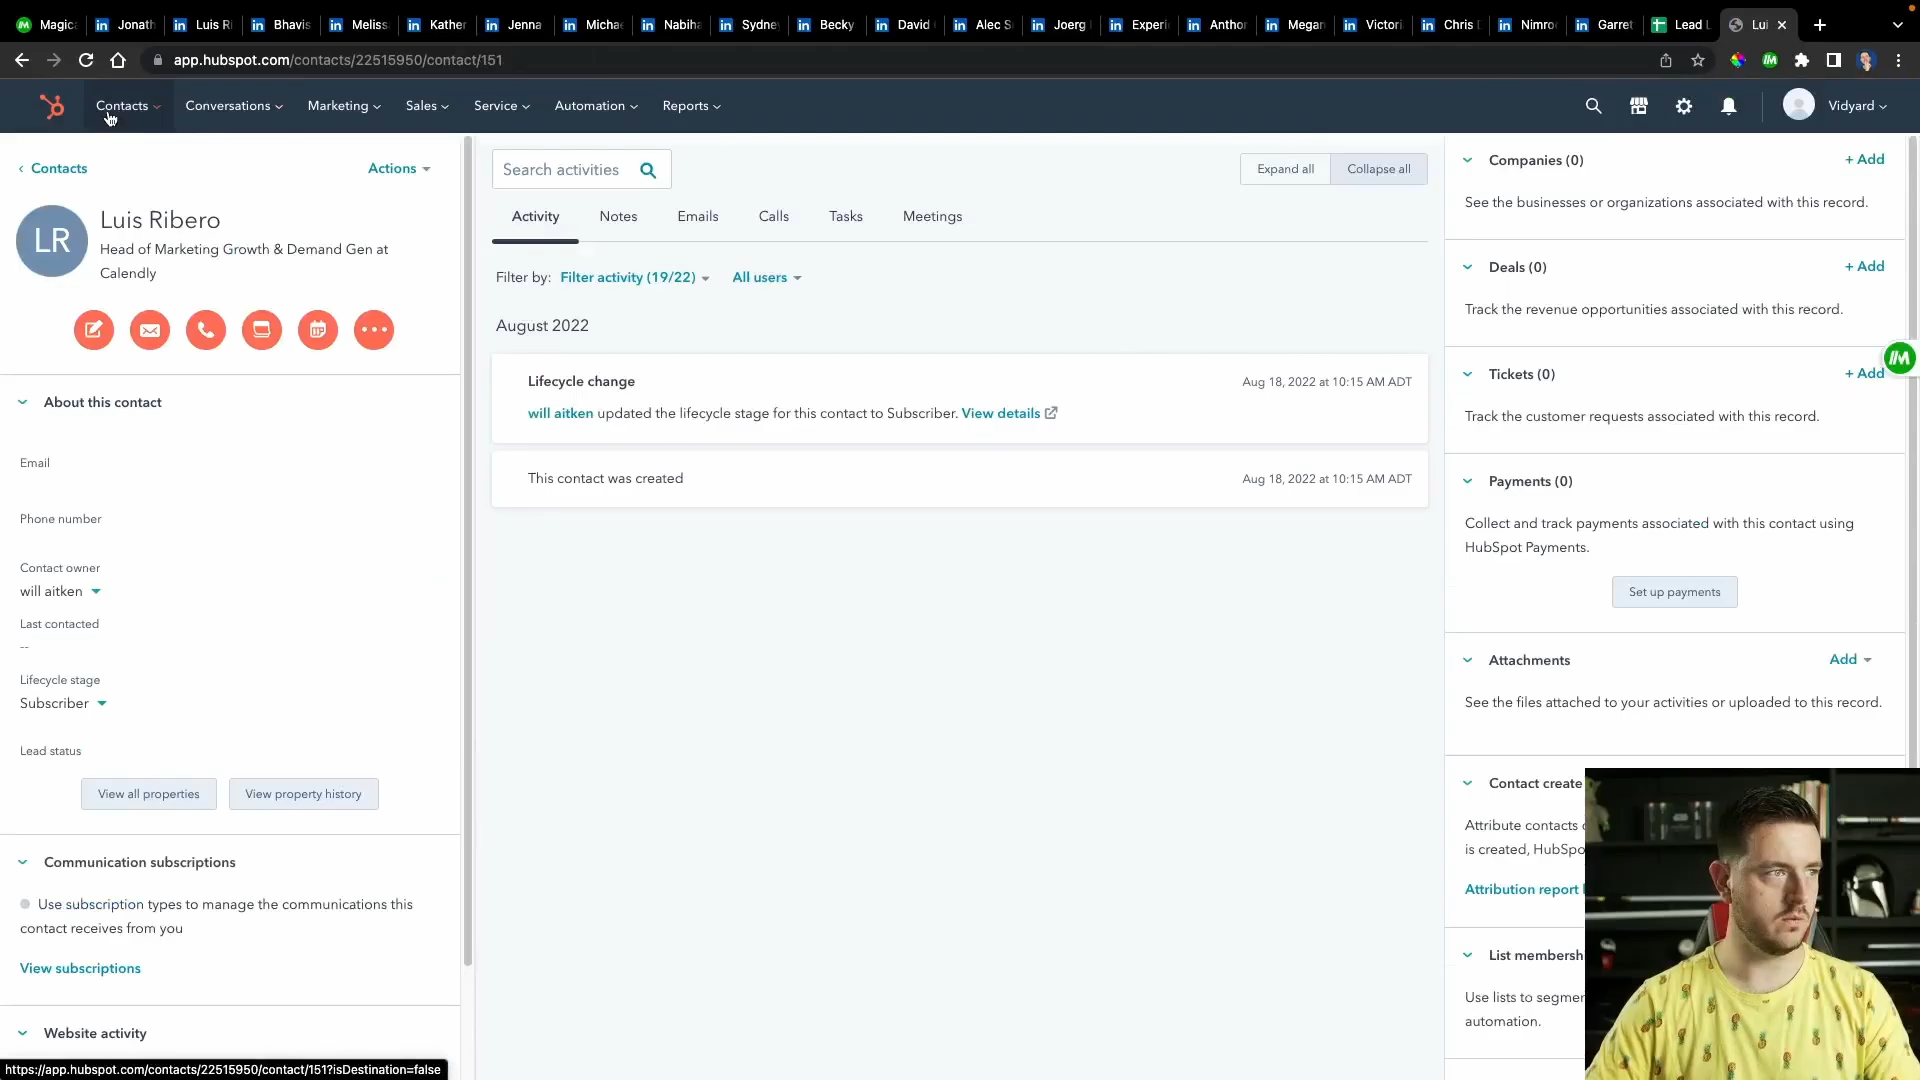 Magica
Jonath
Luis Ri
Bhavis
Meliss
Kather
Jenna
Michae
Nabiha
Sydne
Becky
David
Alec S
Joerg
Experi
Anthor
Megan
Victori
Chris D
Nimro
Garret
Lead L
Lui
app.hubspot.com/contacts/22515950/contact/151
Contacts
Conversations
Marketing
Sales
Service
Automation
Reports
Vidyard
Contacts
Actions
LR
Luis Ribero
Head of Marketing Growth & Demand Gen at
Calendly
About this contact
Email
Phone number
Contact owner
will aitken
Last contacted
--
Lifecycle stage
Subscriber
Lead status
View all properties
View property history
Communication subscriptions
Use subscription types to manage the communications this
contact receives from you
View subscriptions
Website activity
https://app.hubspot.com/contacts/22515950/contact/151?isDestination=false
Search activities
Expand all
Collapse all
Activity
Notes
Emails
Calls
Tasks
Meetings
Filter by: Filter activity (19/22)
All users
August 2022
Lifecycle change
Aug 18, 2022 at 10:15 AM ADT
will aitken updated the lifecycle stage for this contact to Subscriber. View details
This contact was created
Aug 18, 2022 at 10:15 AM ADT
Companies (0)
+ Add
See the businesses or organizations associated with this record.
Deals (0)
+ Add
Track the revenue opportunities associated with this record.
Tickets (0)
+ Add
Track the customer requests associated with this record.
Payments (0)
Collect and track payments associated with this contact using
HubSpot Payments.
Set up payments
Attachments
Add
See the files attached to your activities or uploaded to this record.
Contact create
Attribute contacts
is created, HubSpo
Attribution report
List membersh
Use lists to segmer
automation.